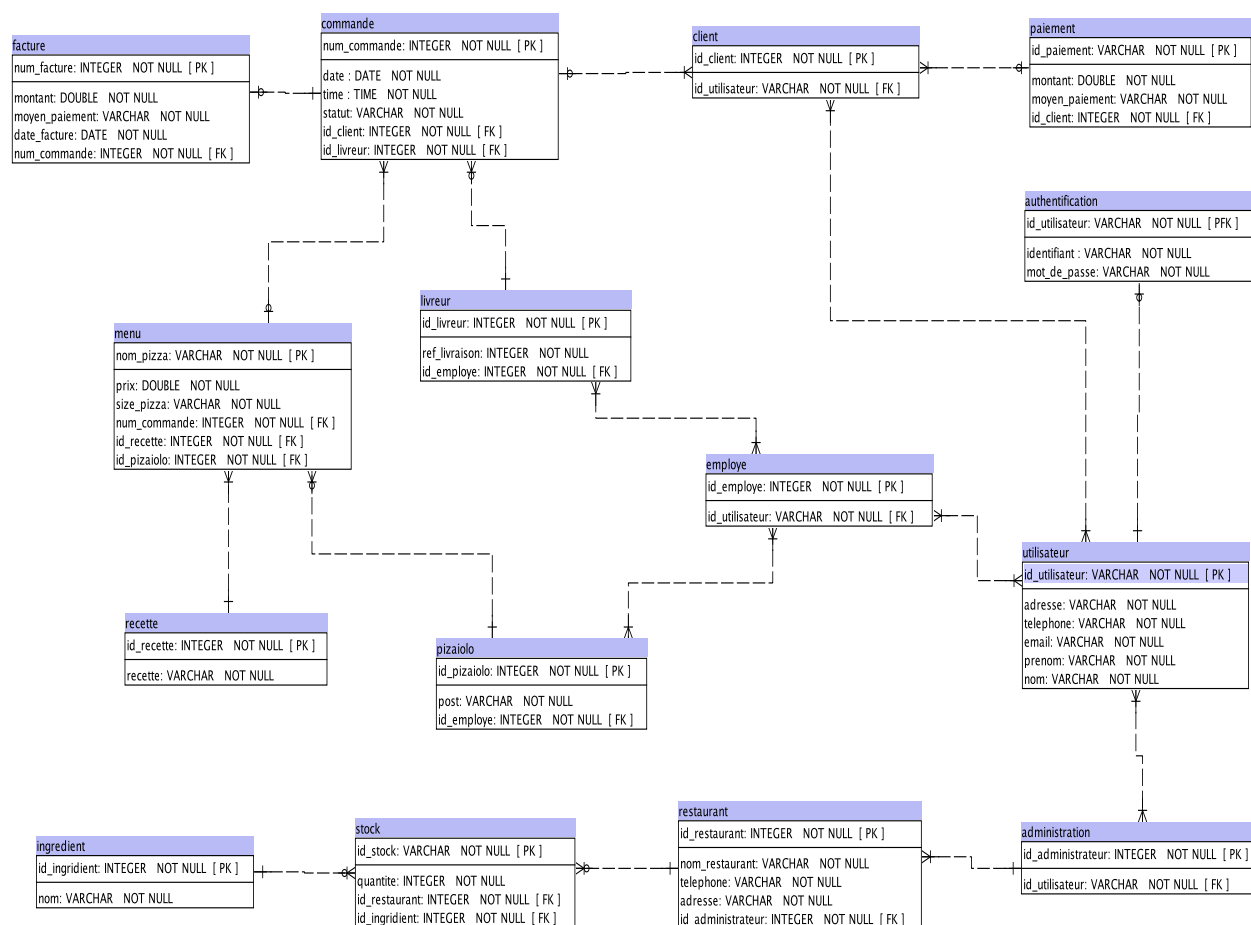 facture
num_facture: INTEGER NOT NULL [ PK ]
montant: DOUBLE NOT NULL
moyen_paiement: VARCHAR NOT NULL
date_facture: DATE NOT NULL
num_commande: INTEGER NOT NULL [ FK ]
commande
num_commande: INTEGER NOT NULL [ PK ]
date : DATE NOT NULL
time : TIME NOT NULL
statut: VARCHAR NOT NULL
id_client: INTEGER NOT NULL [ FK ]
id_livreur: INTEGER NOT NULL [ FK ]
client
id_client: INTEGER NOT NULL [ PK ]
id_utilisateur: VARCHAR NOT NULL [ FK ]
paiement
id_paiement: VARCHAR NOT NULL [ PK ]
montant: DOUBLE NOT NULL
moyen_paiement: VARCHAR NOT NULL
id_client: INTEGER NOT NULL [ FK ]
authentification
id_utilisateur: VARCHAR NOT NULL [PFK ]
identifiant : VARCHAR NOT NULL
mot_de_passe: VARCHAR NOT NULL
menu
nom_pizza: VARCHAR NOT NULL [ PK ]
prix: DOUBLE NOT NULL
size_pizza: VARCHAR NOT NULL
num_commande: INTEGER NOT NULL [ FK ]
id_recette: INTEGER NOT NULL [ FK ]
id_pizaiolo: INTEGER NOT NULL [ FK ]
livreur
id_livreur: INTEGER NOT NULL [ PK ]
ref_livraison: INTEGER NOT NULL
id_employe: INTEGER NOT NULL [ FK ]
employe
id_employe: INTEGER NOT NULL [ PK ]
id_utilisateur: VARCHAR NOT NULL [ FK ]
utilisateur
id_utilisateur: VARCHAR NOT NULL [ PK ]
adresse: VARCHAR NOT NULL
telephone: VARCHAR NOT NULL
email: VARCHAR NOT NULL
prenom: VARCHAR NOT NULL
nom: VARCHAR NOT NULL
recette
id_recette: INTEGER NOT NULL [ PK ]
recette: VARCHAR NOT NULL
pizaiolo
id_pizaiolo: INTEGER NOT NULL [ PK ]
post: VARCHAR NOT NULL
id_employe: INTEGER NOT NULL [ FK ]
ingredient
id_ingridient: INTEGER NOT NULL [ PK ]
nom: VARCHAR NOT NULL
stock
id_stock: VARCHAR NOT NULL [ PK ]
quantite: INTEGER NOT NULL
id_restaurant: INTEGER NOT NULL [ FK ]
id_ingridient: INTEGER NOT NULL [ FK ]
restaurant
id_restaurant: INTEGER NOT NULL [ PK ]
nom_restaurant: VARCHAR NOT NULL
telephone: VARCHAR NOT NULL
adresse: VARCHAR NOT NULL
id_administrateur: INTEGER NOT NULL [ FK ]
administration
id_administrateur: INTEGER NOT NULL [ PK ]
id_utilisateur: VARCHAR NOT NULL [ FK ]